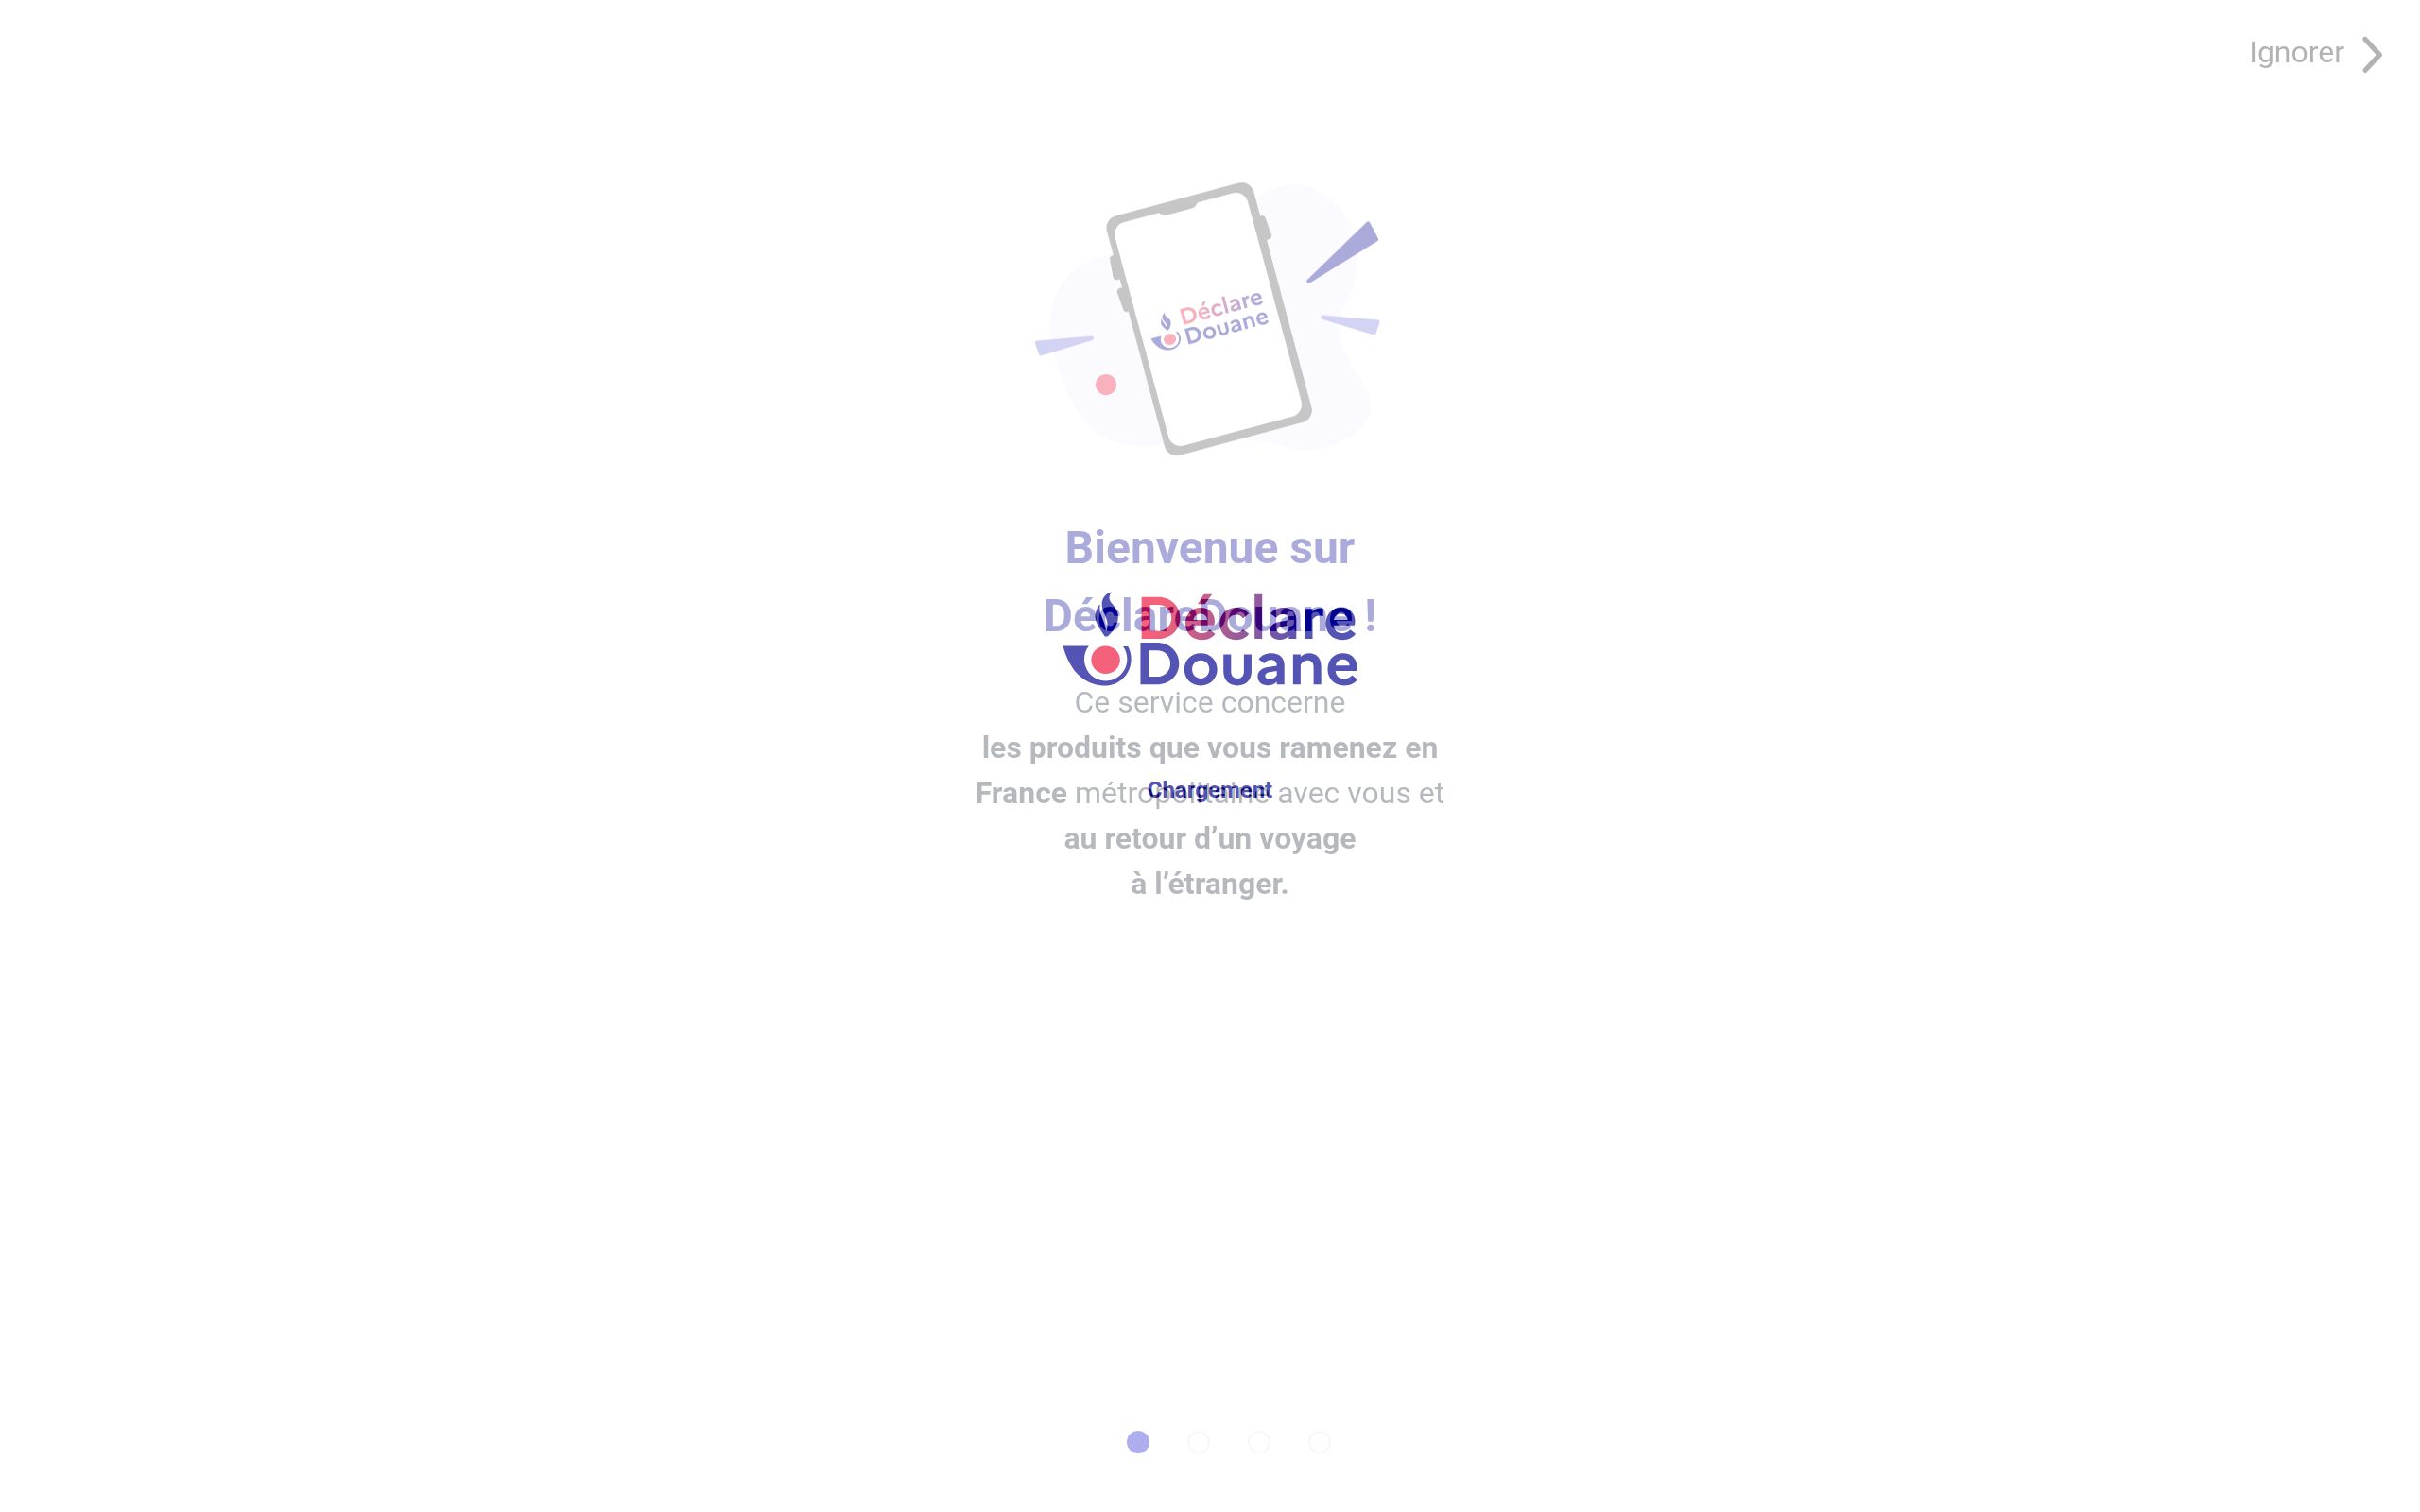 Ignorer
Déclare
Douane
Bienvenue sur
DéclareDouane !
Déclare
Douane
Ce service concerne
les produits que vous ramenez en
France métropolitaine avec vous et
Chargement
au retour d’un voyage
à l’étranger.